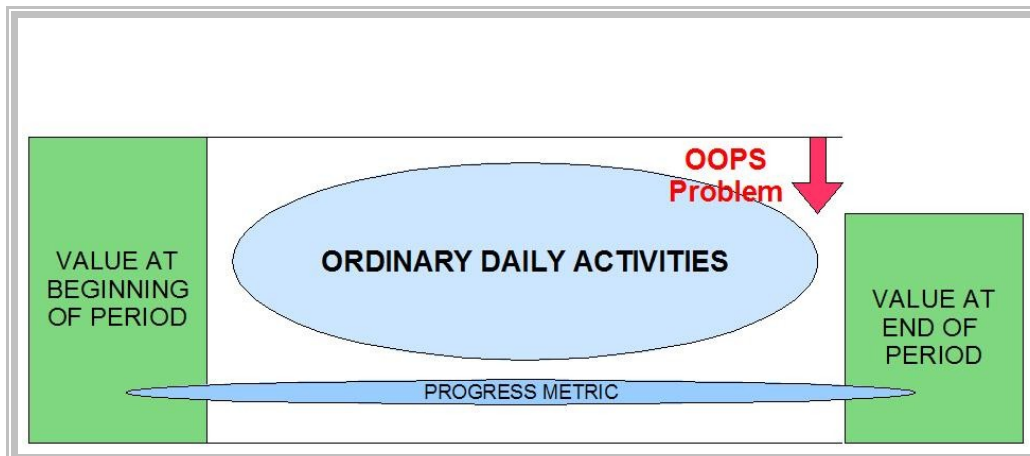 VALUE AT
BEGINNING
OF PERIOD
ORDINARY DAILY ACTIVITIES
OOPS
Problem
VALUE AT
END OF
PERIOD
PROGRESS METRIC